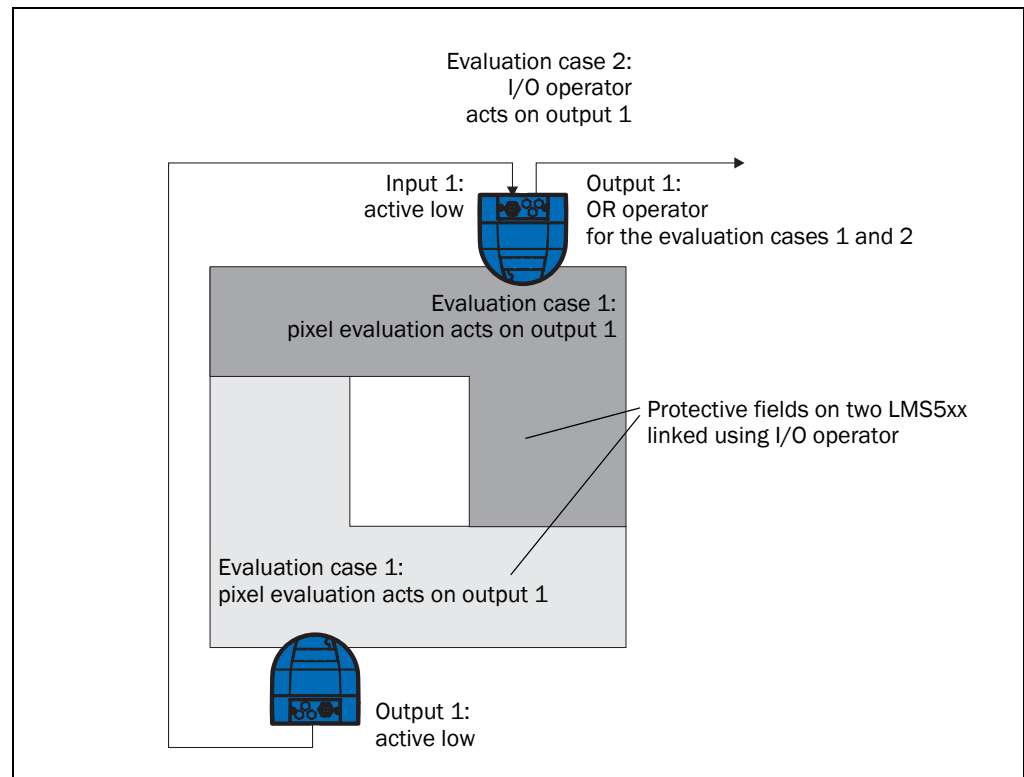 Evaluation case 2:
I/O operator
acts on output 1
Input 1:
active low
Output 1:
OR operator
for the evaluation cases 1 and 2
Evaluation case 1:
pixel evaluation acts on output 1
Protective fields on two LMS5xx
linked using I/O operator
Evaluation case 1:
pixel evaluation acts on output 1
Output 1:
active low